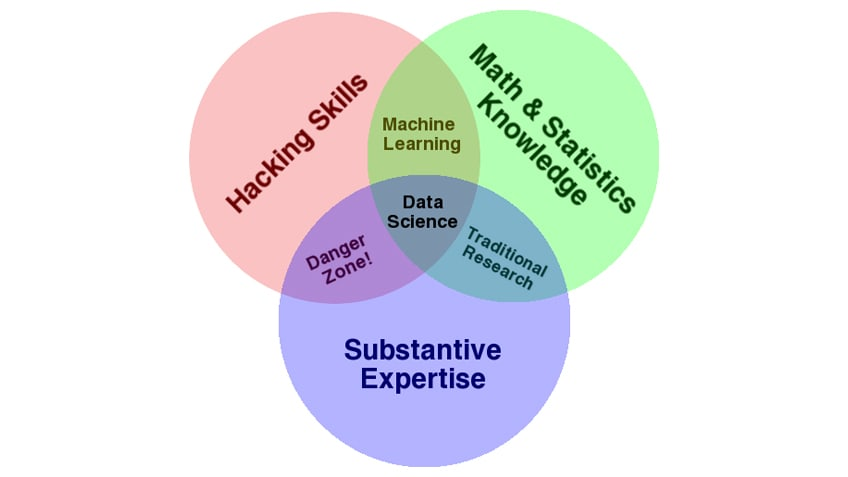 Hacking Skills
Math & Statistics
Knowledge
Machine
Learning
Data
Science
Danger
Zone!
Traditional
Research
Substantive
Expertise